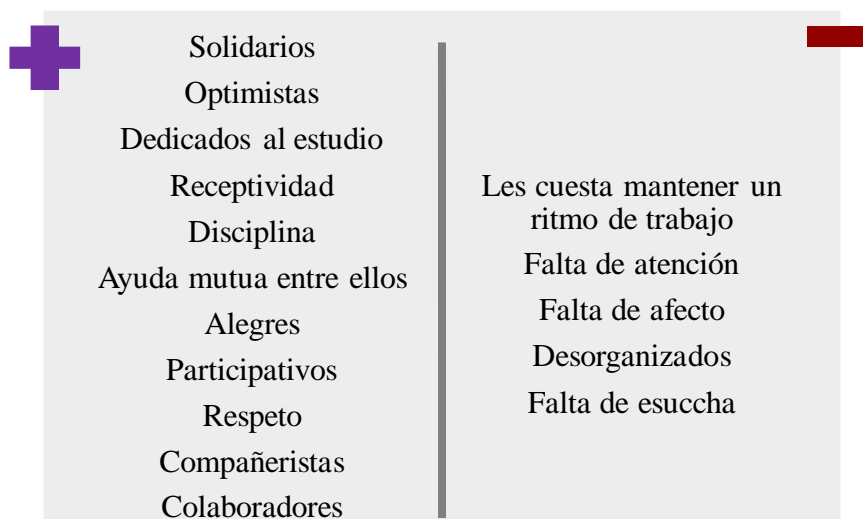 Solidarios
Optimistas
Dedicados al estudio
Receptividad
Disciplina
Ayuda mutua entre ellos
Alegres
Participativos
Respeto
Compañeristas
Colaboradores
Les cuesta mantener un
ritmo de trabajo
Falta de atención
Falta de afecto
Desorganizados
Falta de esuccha